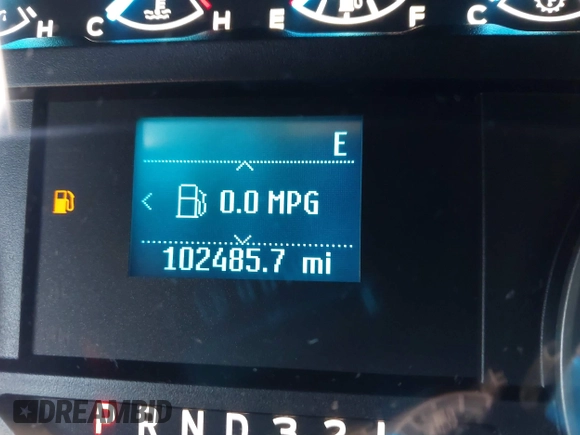 H C H E F C P
E
0.0 MPG
102485.7 mi
DREAMBID
P R N D 3 2 1